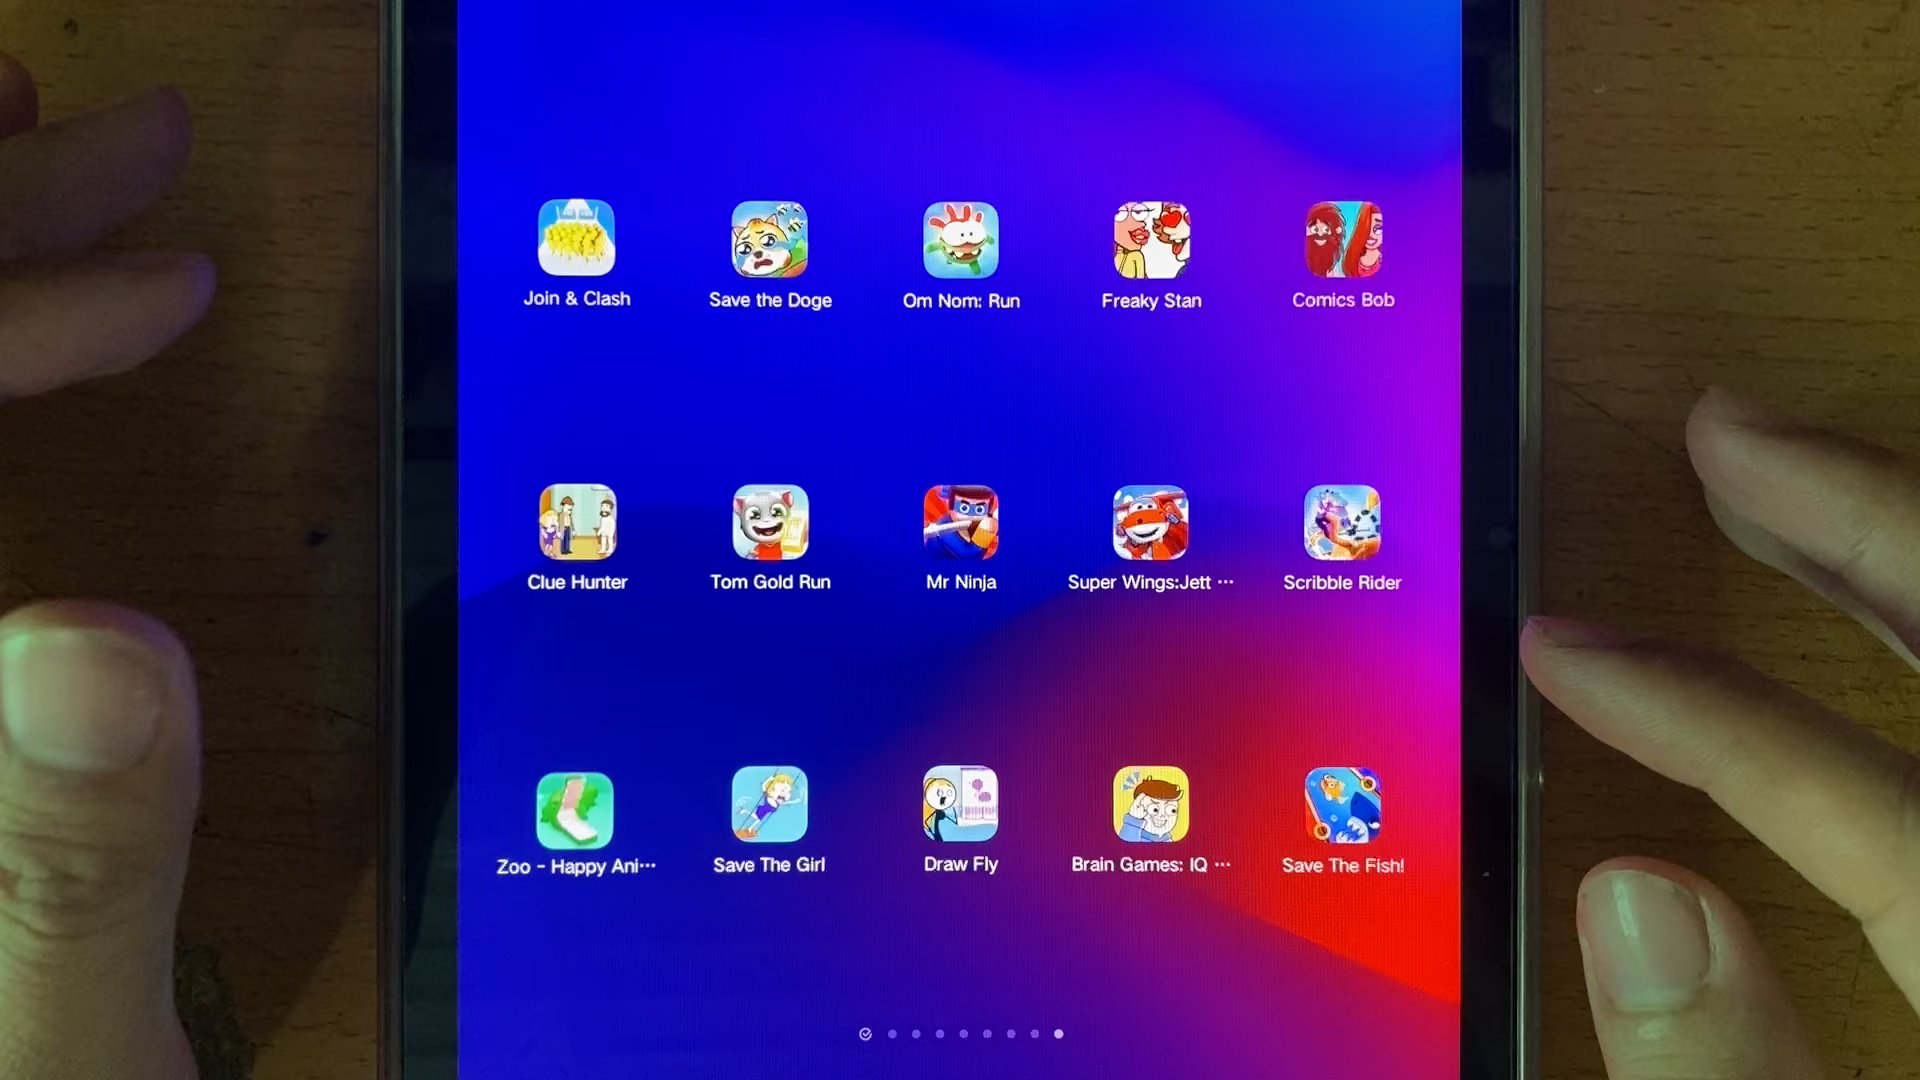 Join & Clash
Save the Doge
Om Nom: Run
Freaky Stan
Comics Bob
Clue Hunter
Tom Gold Run
Mr Ninja
Super Wings:Jett ···
Scribble Rider
Zoo - Happy Ani···
Save The Girl
Draw Fly
Brain Games: IQ ···
Save The Fish!